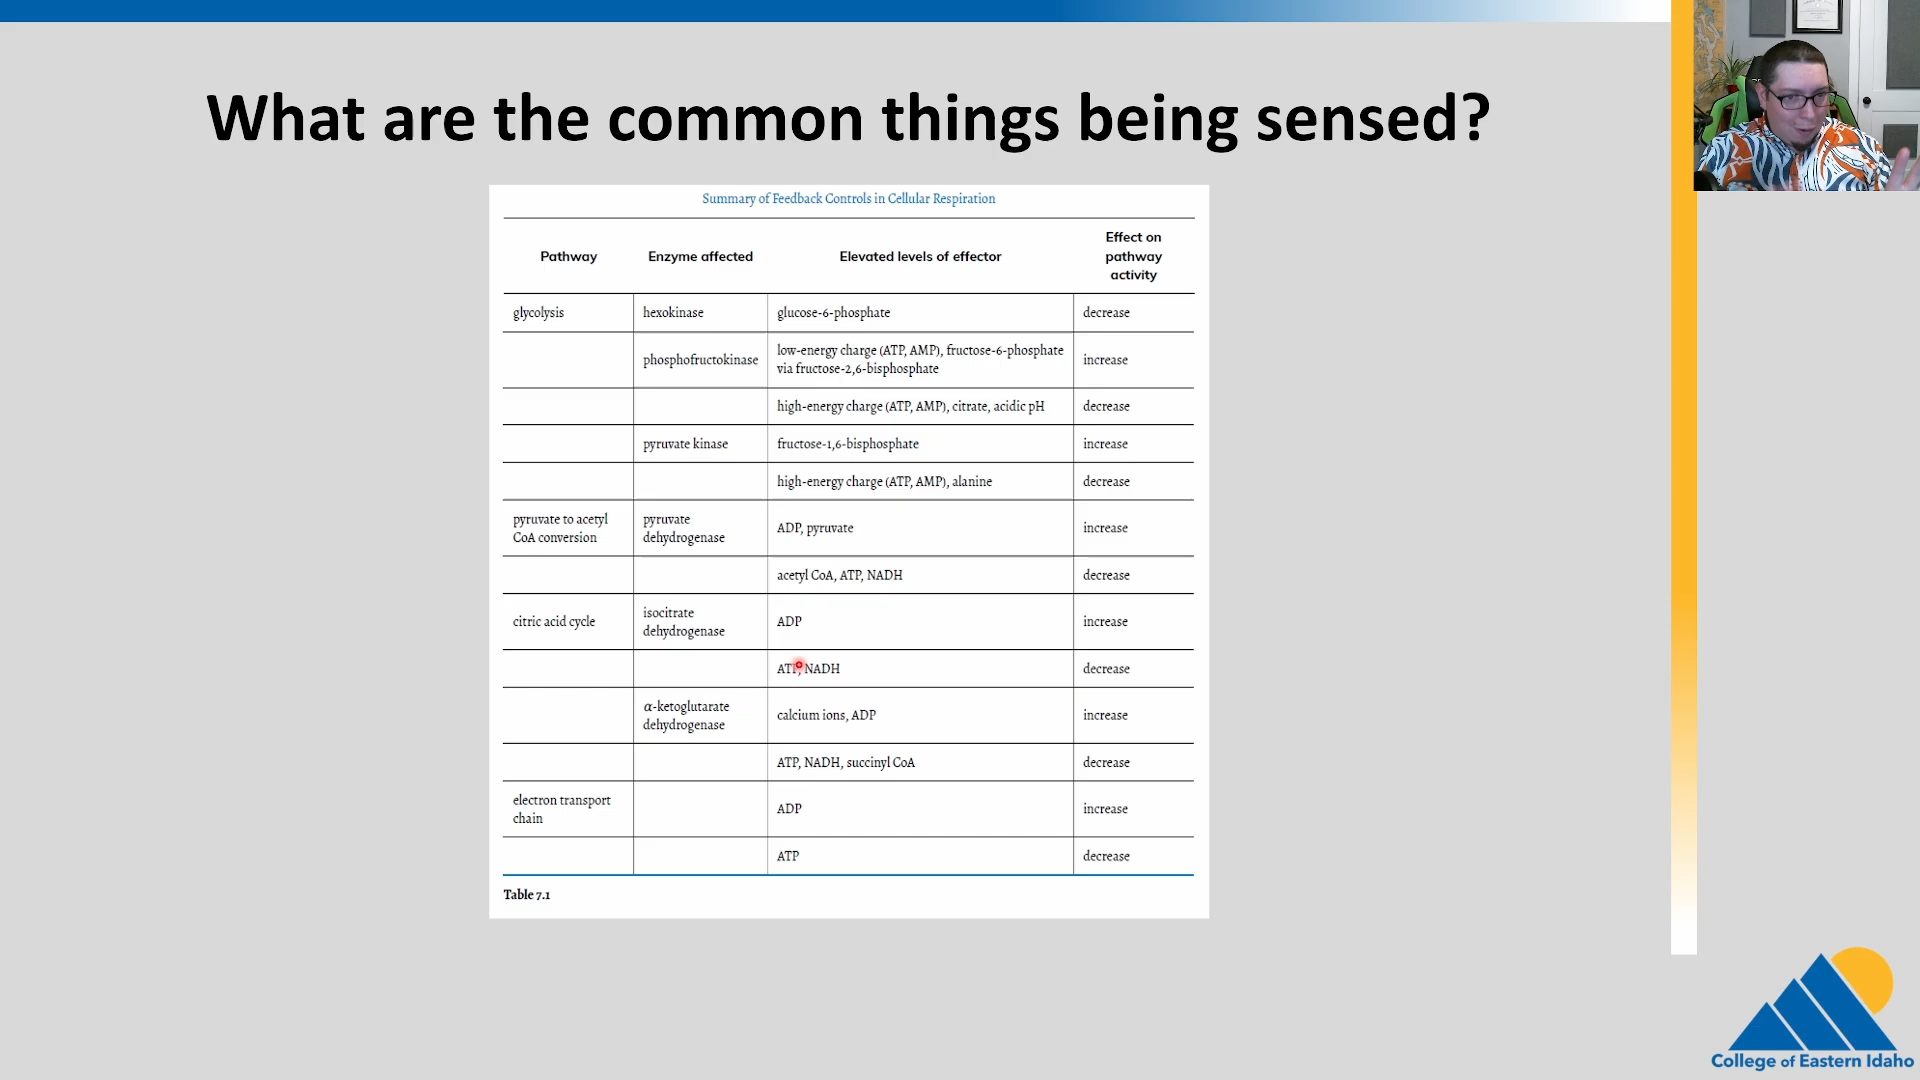 What are the common things being sensed?
Summary of Feedback Controls in Cellular Respiration
Pathway Enzyme affected Elevated levels of effector Effect on pathway activity
glycolysis hexokinase glucose-6-phosphate decrease
phosphofructokinase low-energy charge (ATP, AMP), fructose-6-phosphate via fructose-2,6-bisphosphate increase
high-energy charge (ATP, AMP), citrate, acidic pH decrease
pyruvate kinase fructose-1,6-bisphosphate increase
high-energy charge (ATP, AMP), alanine decrease
pyruvate to acetyl CoA conversion pyruvate dehydrogenase ADP, pyruvate increase
acetyl CoA, ATP, NADH decrease
citric acid cycle isocitrate dehydrogenase ADP increase
ATP, NADH decrease
α-ketoglutarate dehydrogenase calcium ions, ADP increase
ATP, NADH, succinyl CoA decrease
electron transport chain ADP increase
ATP decrease
Table 7.1
College of Eastern Idaho